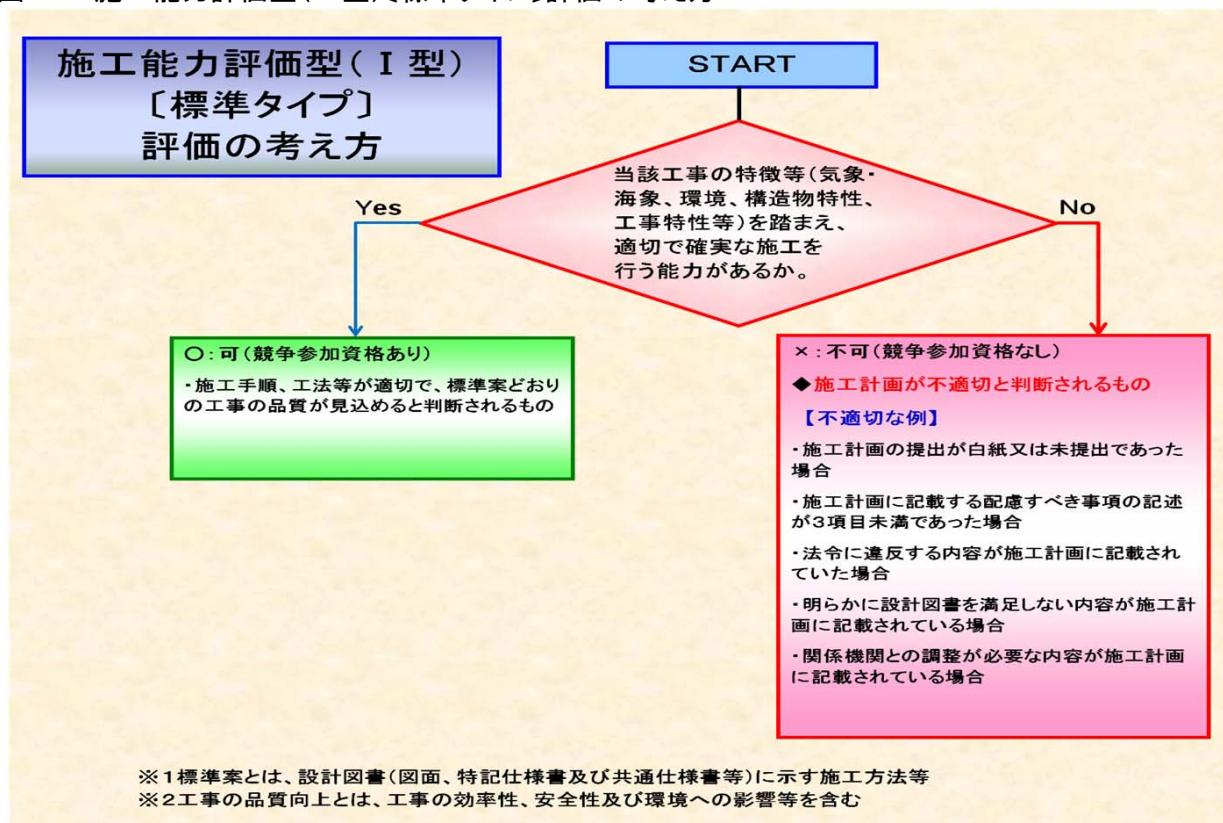 施工能力評価型(Ⅰ型)
〔標準タイプ〕
評価の考え方
START
当該工事の特徴等(気象・
海象、環境、構造物特性、
工事特性等)を踏まえ、
適切で確実な施工を
行う能力があるか。
Yes
No
○:可(競争参加資格あり)
・施工手順、工法等が適切で、標準案どおり
の工事の品質が見込めると判断されるもの
×:不可(競争参加資格なし)
◆施工計画が不適切と判断されるもの
【不適切な例】
・施工計画の提出が白紙又は未提出であった
場合
・施工計画に記載する配慮すべき事項の記述
が3項目未満であった場合
・法令に違反する内容が施工計画に記載され
ていた場合
・明らかに設計図書を満足しない内容が施工計
画に記載されている場合
・関係機関との調整が必要な内容が施工計画
に記載されている場合
※1標準案とは、設計図書(図面、特記仕様書及び共通仕様書等)に示す施工方法等
※2工事の品質向上とは、工事の効率性、安全性及び環境への影響等を含む